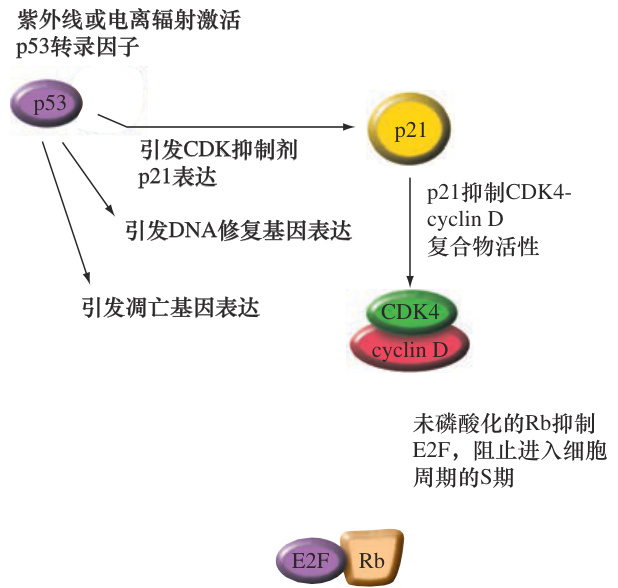 紫外线或电离辐射激活
p53转录因子
p53
p21
引发CDK抑制剂
p21表达
p21抑制CDK4-
cyclin D
复合物活性
引发DNA修复基因表达
引发凋亡基因表达
CDK4
cyclin D
未磷酸化的Rb抑制
E2F，阻止进入细胞
周期的S期
E2F
Rb